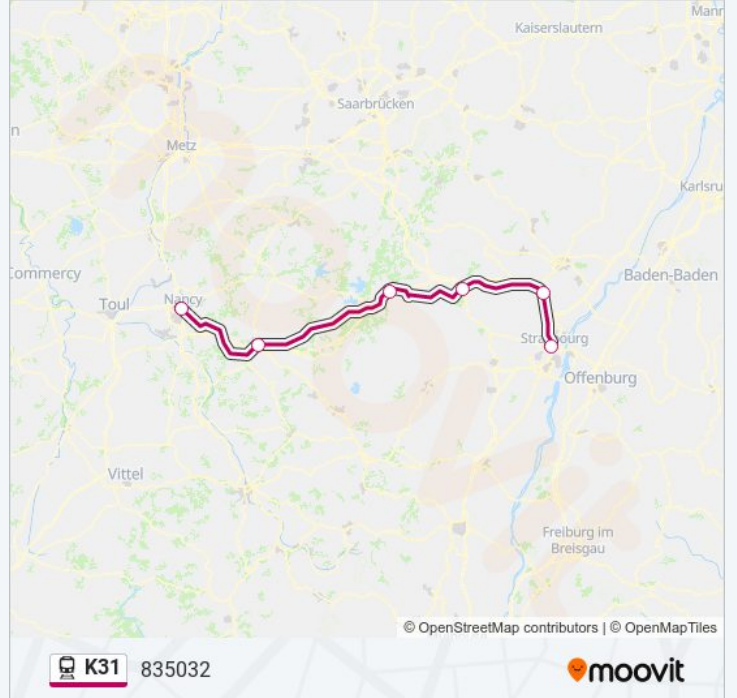 Mann
Kaiserslautern
Saarbrücken
n
Metz
Karlsru
Commercy
Baden-Baden
Toul
Nancy
Offenburg
Vittel
Freiburg im
Breisgau
© OpenStreetMap contributors | © OpenMapTiles
K31 835032
moovit